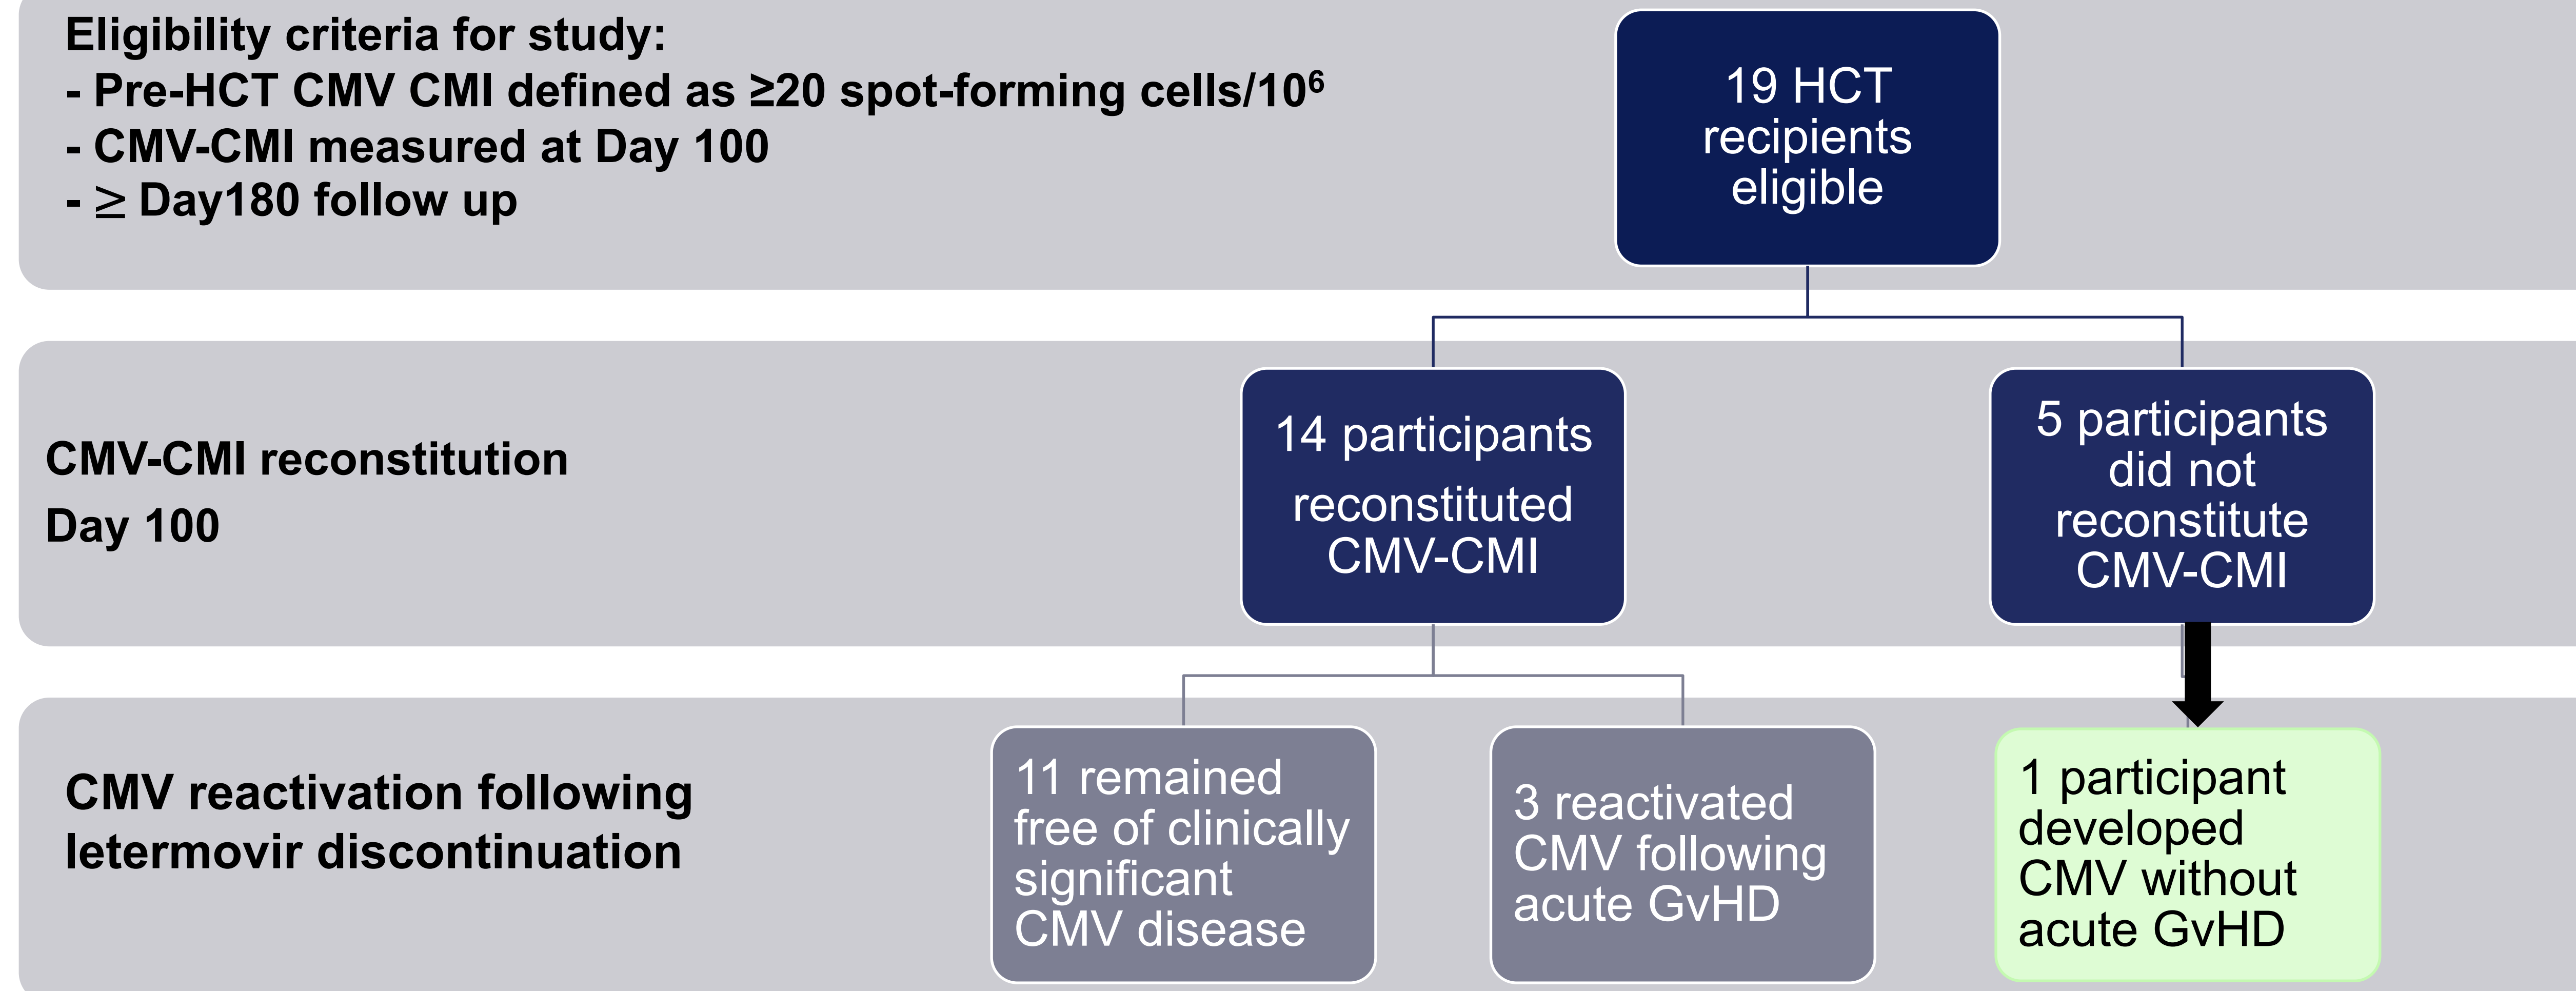 Eligibility criteria for study:
- Pre-HCT CMV CMI defined as ≥20 spot-forming cells/10⁶
- CMV-CMI measured at Day 100
- ≥ Day180 follow up
19 HCT
recipients
eligible
CMV-CMI reconstitution
Day 100
14 participants
reconstituted
CMV-CMI
5 participants
did not
reconstitute
CMV-CMI
CMV reactivation following
letermovir discontinuation
11 remained
free of clinically
significant
CMV disease
3 reactivated
CMV following
acute GvHD
1 participant
developed
CMV without
acute GvHD